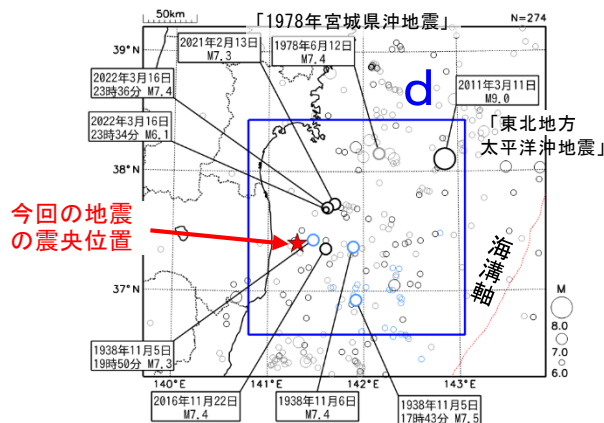 50km
「1978年宮城県沖地震」
N=274
39°N
2021年2月13日
M7.3
1978年6月12日
M7.4
2022年3月16日
23時36分 M7.4
d
2011年3月11日
M9.0
2022年3月16日
23時34分 M6.1
「東北地方
太平洋沖地震」
38°N
今回の地震
の震央位置
海溝軸
37°N
M
8.0
7.0
6.0
1938年11月5日
19時50分 M7.3
140°E
141°E
142°E
143°E
2016年11月22日
M7.4
1938年11月6日
M7.4
1938年11月5日
17時43分 M7.5